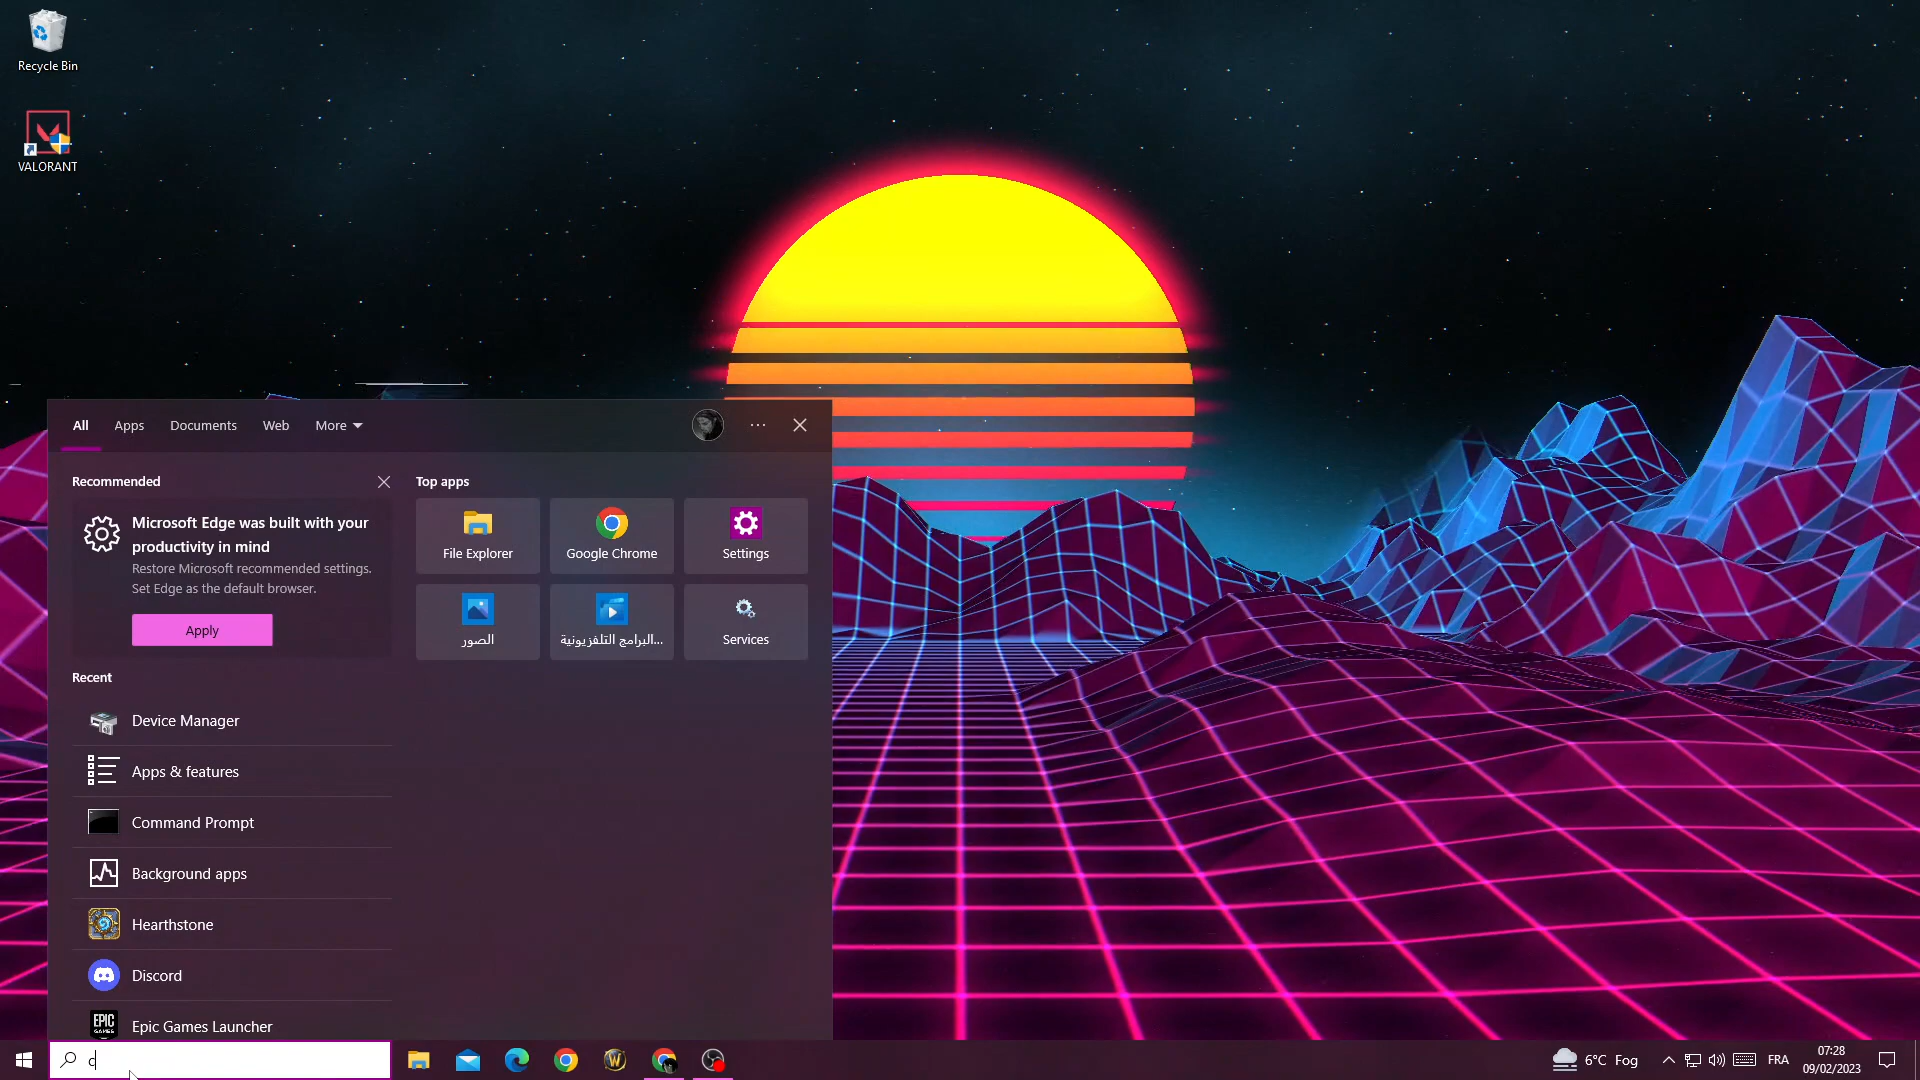 Recycle Bin
VALORANT
All
Apps
Documents
Web
More
Recommended
Microsoft Edge was built with your
productivity in mind
Restore Microsoft recommended settings.
Set Edge as the default browser.
Apply
Top apps
File Explorer
Google Chrome
Settings
الصور
البرامج التلفزيونية...
Services
Recent
Device Manager
Apps & features
Command Prompt
Background apps
Hearthstone
Discord
EPIC
GAMES
Epic Games Launcher
c
6°C Fog
FRA
07:28
09/02/2023